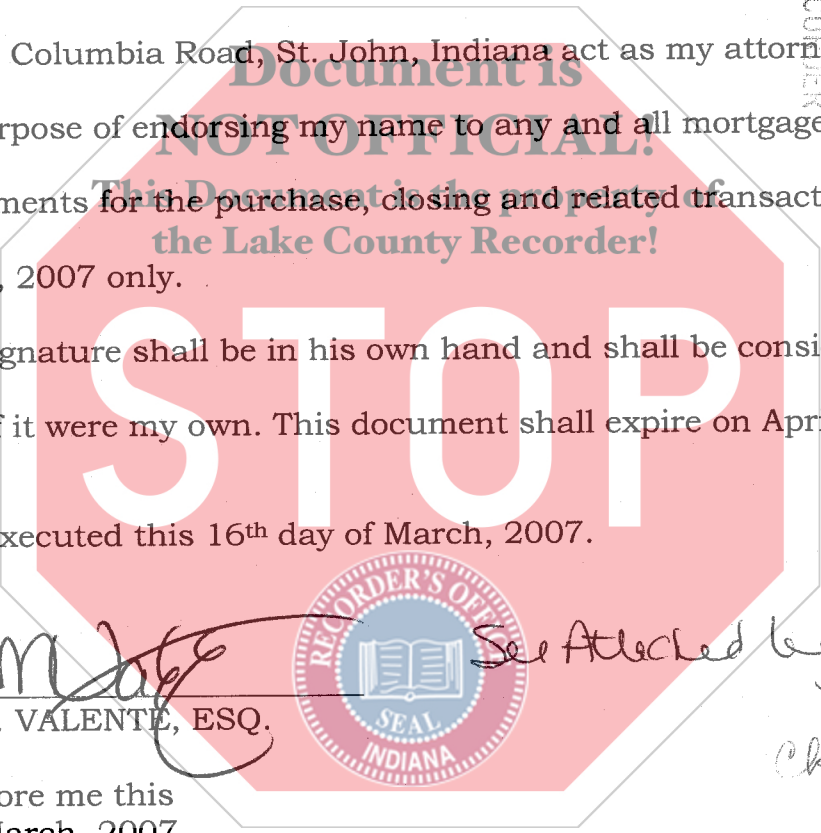 Columbia Road, St. John, Indiana act as my attorn
Document is
rpose of endorsing my name to any and all mortgage
NOT OFFICIAL!
ments for the purchase, closing and related transact
This Document is the property of
the Lake County Recorder!
, 2007 only.
STOP
gnature shall be in his own hand and shall be consi
f it were my own. This document shall expire on Apri
xecuted this 16th day of March, 2007.
RECORDER'S OFFICE
SEAL
INDIANA
See Attached
. VALENTE, ESQ.
ore me this
March, 2007